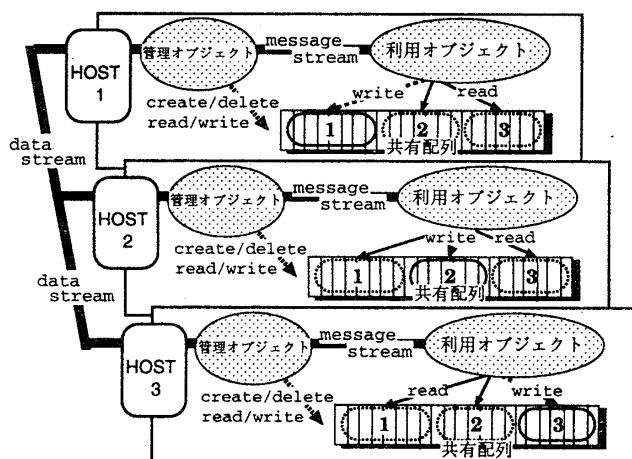 HOST
1
管理オブジェクト
message
stream
利用オブジェクト
create/delete
read/write
write
read
1
2
3
共有配列
data
stream
HOST
2
管理オブジェクト
message
stream
利用オブジェクト
create/delete
read/write
write
read
1
2
3
共有配列
data
stream
HOST
3
管理オブジェクト
message
stream
利用オブジェクト
create/delete
read/write
read
write
1
2
3
共有配列